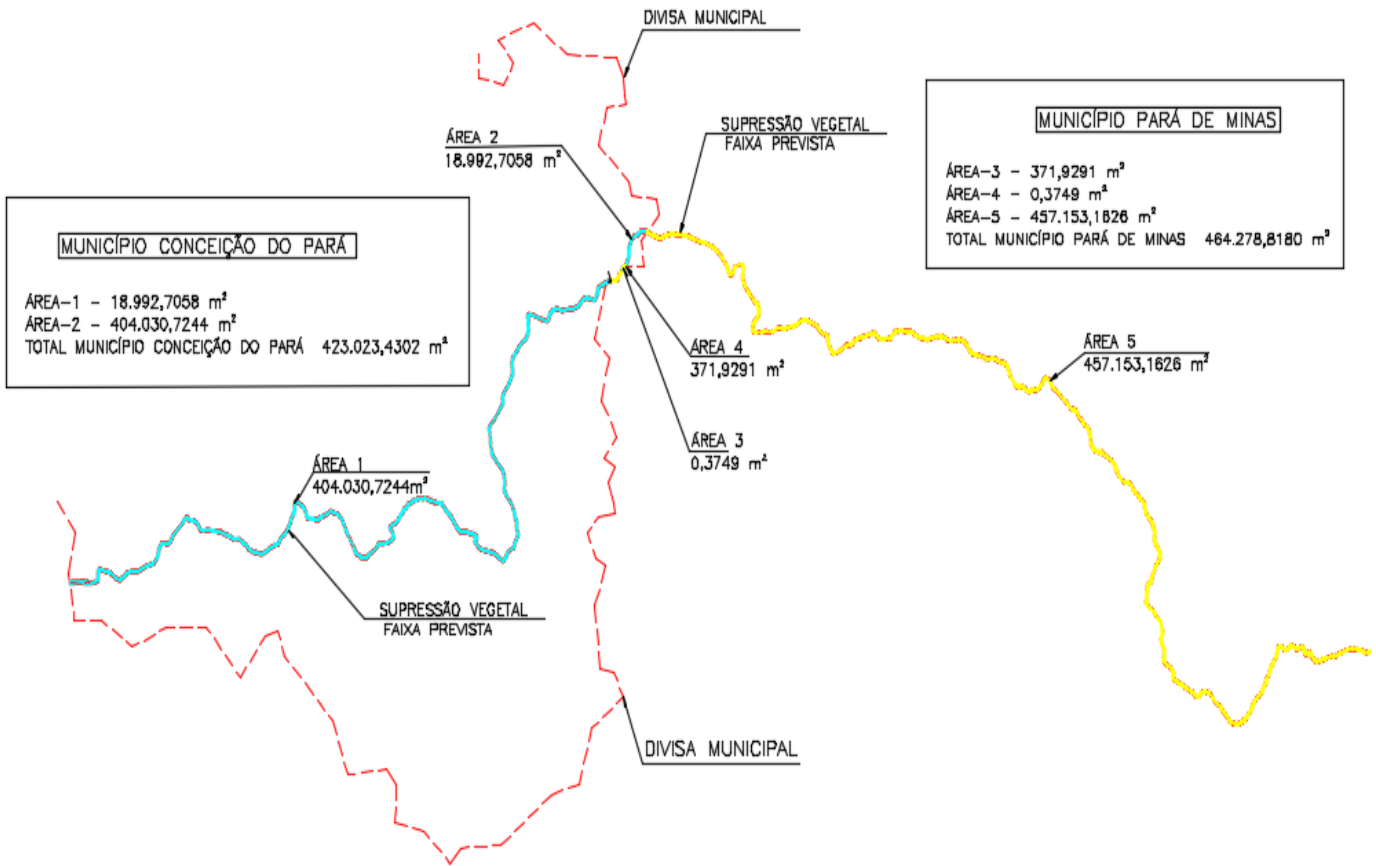 DIVISA MUNICIPAL
MUNICÍPIO PARÁ DE MINAS
ÁREA-3 - 371,9291 m²
ÁREA-4 - 0,3749 m²
ÁREA-5 - 457.153,1626 m²
TOTAL MUNICÍPIO PARÁ DE MINAS 464.278,8180 m²
SUPRESSÃO VEGETAL
FAIXA PREVISTA
ÁREA 2
18.992,7058 m²
MUNICÍPIO CONCEIÇÃO DO PARÁ
ÁREA-1 - 18.992,7058 m²
ÁREA-2 - 404.030,7244 m²
TOTAL MUNICÍPIO CONCEIÇÃO DO PARÁ 423.023,4302 m²
ÁREA 4
371,9291 m²
ÁREA 5
457.153,1626 m²
ÁREA 3
0,3749 m²
ÁREA 1
404.030,7244m²
SUPRESSÃO VEGETAL
FAIXA PREVISTA
DIVISA MUNICIPAL